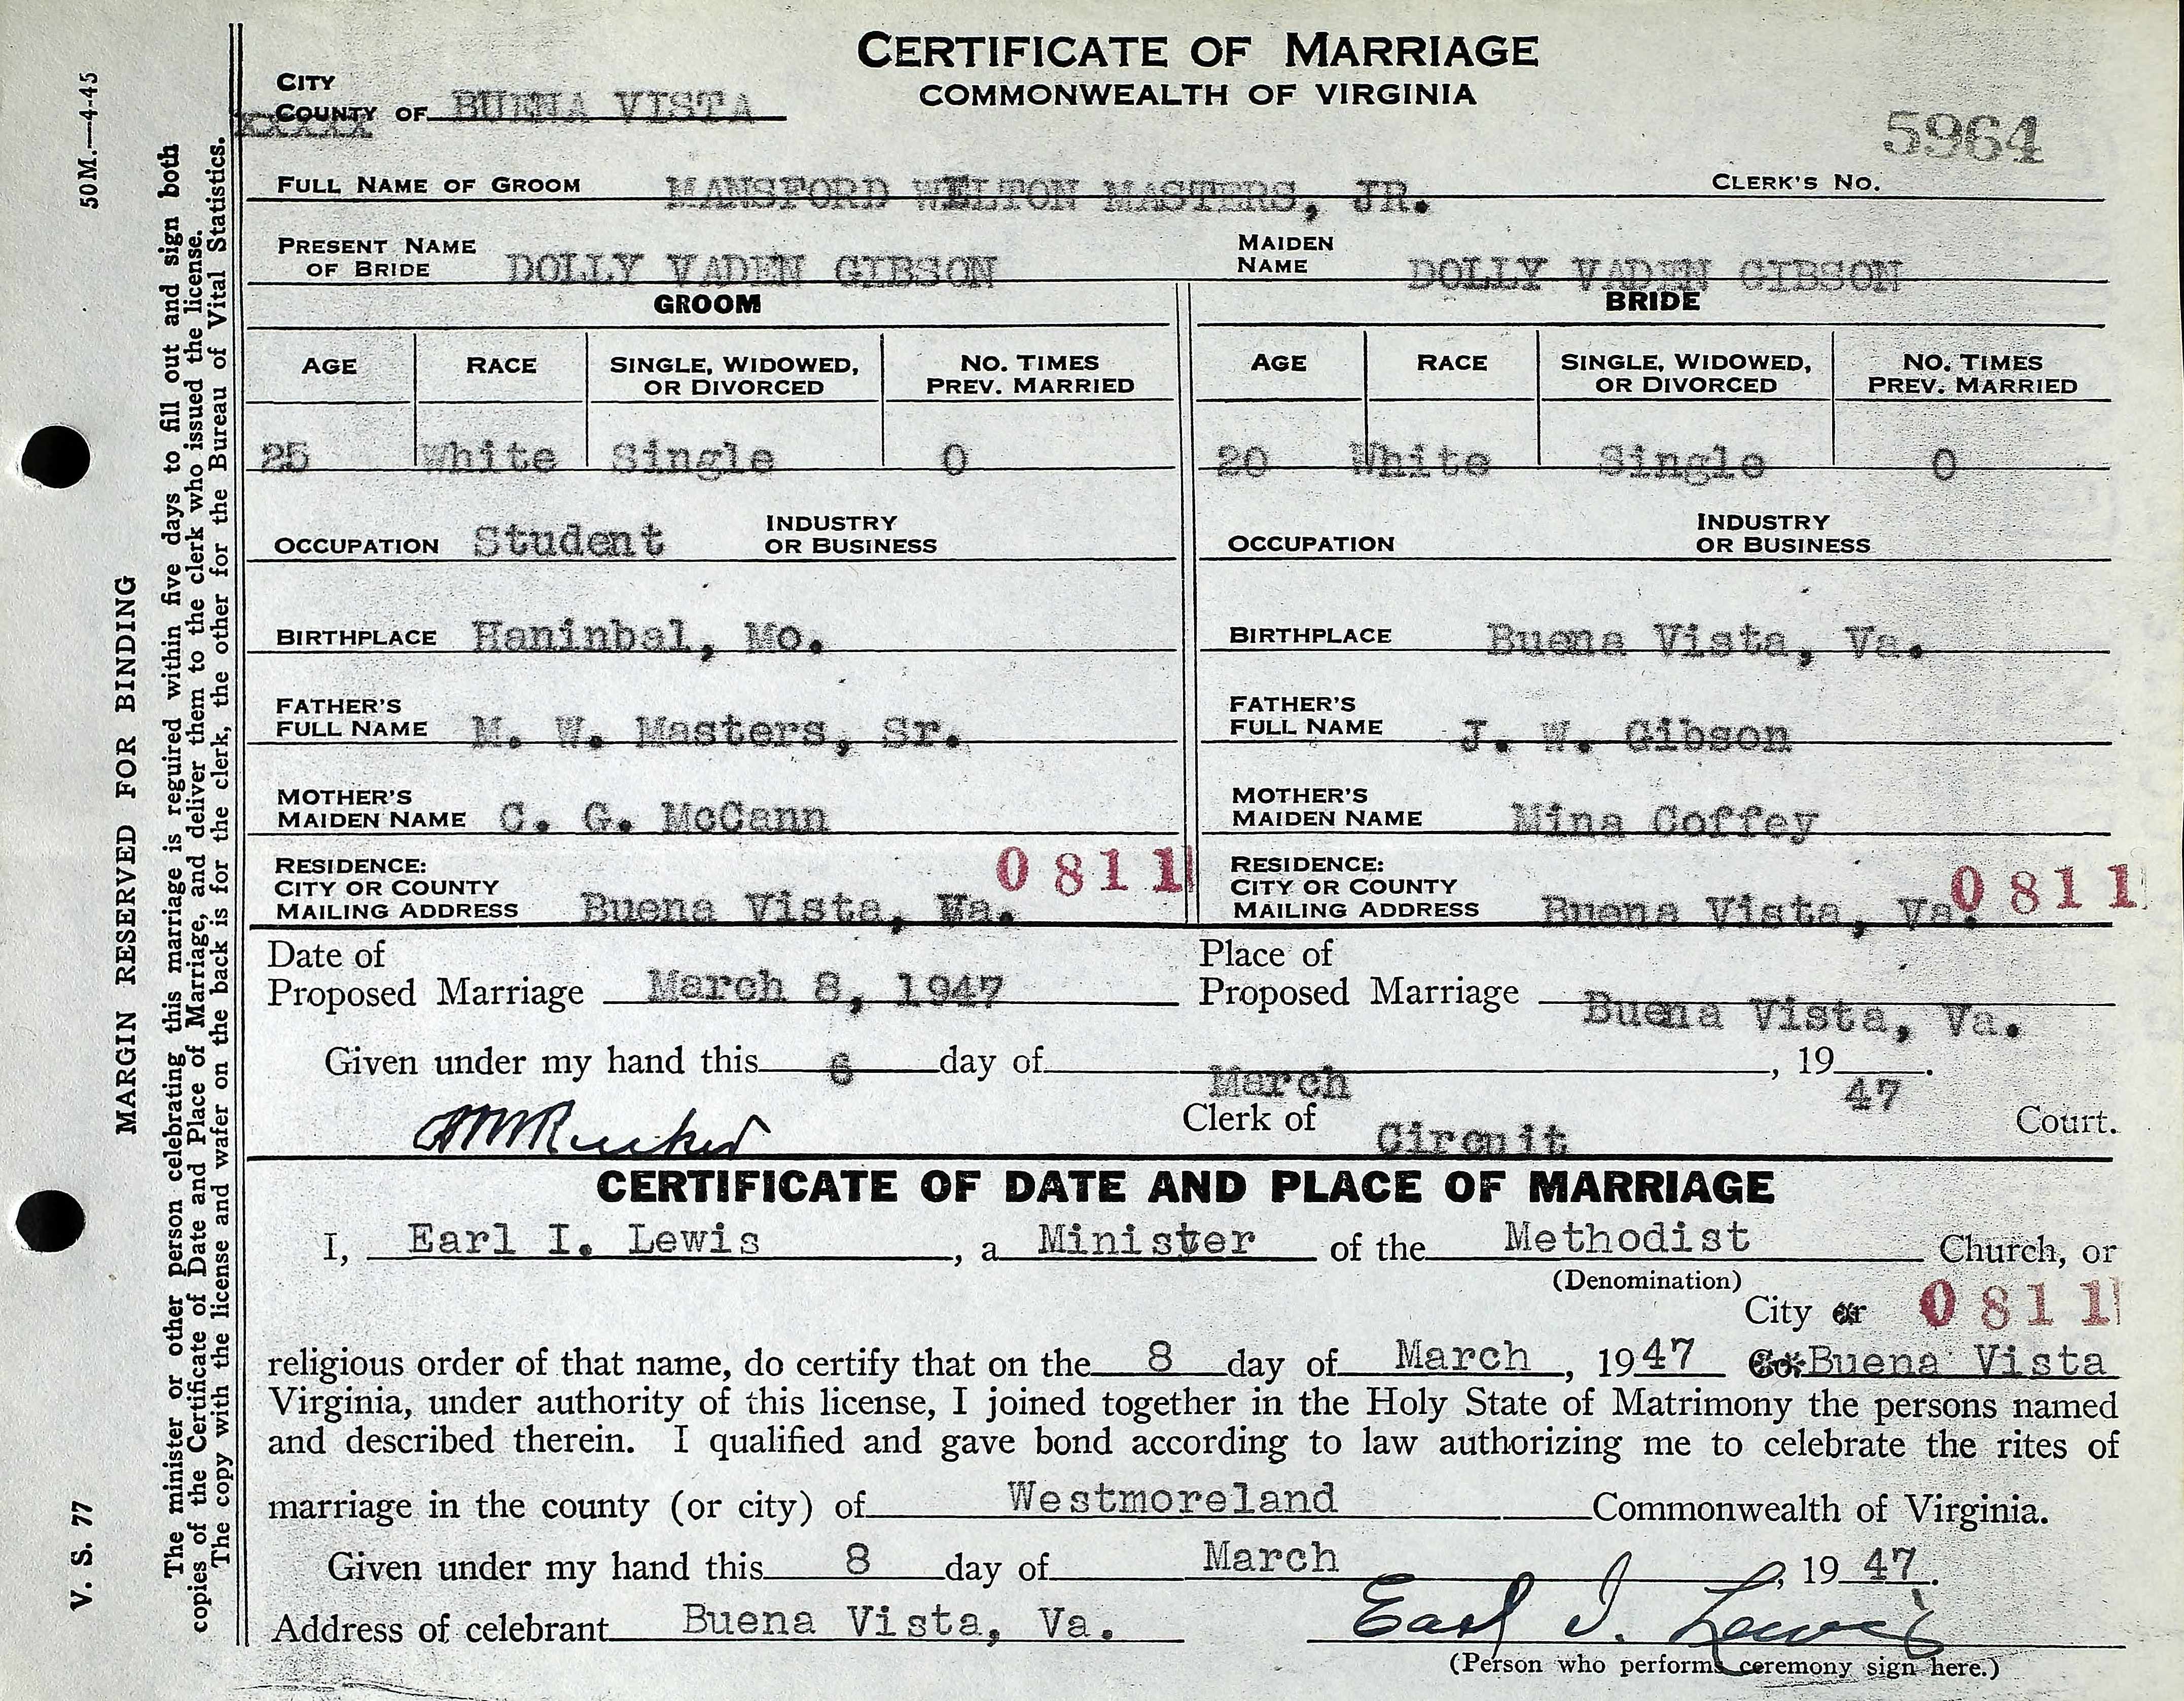 CERTIFICATE OF MARRIAGE
COMMONWEALTH OF VIRGINIA
CITY
COUNTY OF BUENA VISTA
5964
FULL NAME OF GROOM MANSFORD WELTON MASTERS, JR. CLERK'S NO.
PRESENT NAME OF BRIDE DOLLY VADEN GIBSON MAIDEN NAME DOLLY VADEN GIBSON
GROOM BRIDE
AGE RACE SINGLE, WIDOWED, OR DIVORCED NO. TIMES PREV. MARRIED AGE RACE SINGLE, WIDOWED, OR DIVORCED NO. TIMES PREV. MARRIED
25 White Single 0 20 White Single 0
OCCUPATION Student INDUSTRY OR BUSINESS OCCUPATION INDUSTRY OR BUSINESS
BIRTHPLACE Haninbal, Mo. BIRTHPLACE Buena Vista, Va.
FATHER'S FULL NAME M. W. Masters, Sr. FATHER'S FULL NAME J. W. Gibson
MOTHER'S MAIDEN NAME C. G. McCann MOTHER'S MAIDEN NAME Mina Coffey
RESIDENCE: 0811 RESIDENCE: 0811
CITY OR COUNTY CITY OR COUNTY
MAILING ADDRESS Buena Vista, Va. MAILING ADDRESS Buena Vista, Va.
Date of Proposed Marriage March 8, 1947 Place of Proposed Marriage Buena Vista, Va.
Given under my hand this 6 day of March, 19 47.
Rucker Clerk of Circuit Court.
CERTIFICATE OF DATE AND PLACE OF MARRIAGE
I, Earl I. Lewis, a Minister of the Methodist Church, or
(Denomination)
City or 0811
religious order of that name, do certify that on the 8 day of March, 1947 Co. Buena Vista
Virginia, under authority of this license, I joined together in the Holy State of Matrimony the persons named
and described therein. I qualified and gave bond according to law authorizing me to celebrate the rites of
marriage in the county (or city) of Westmoreland Commonwealth of Virginia.
Given under my hand this 8 day of March, 19 47.
Address of celebrant Buena Vista, Va. Earl I. Lewis
(Person who performs ceremony sign here.)
50M.—4-45
MARGIN RESERVED FOR BINDING
V. S. 77
The minister or other person celebrating this marriage is reguired within five days to fill out and sign both
copies of the Certificate of Date and Place of Marriage, and deliver them to the clerk who issued the license.
The copy with the license and wafer on the back is for the clerk, the other for the Bureau of Vital Statistics.